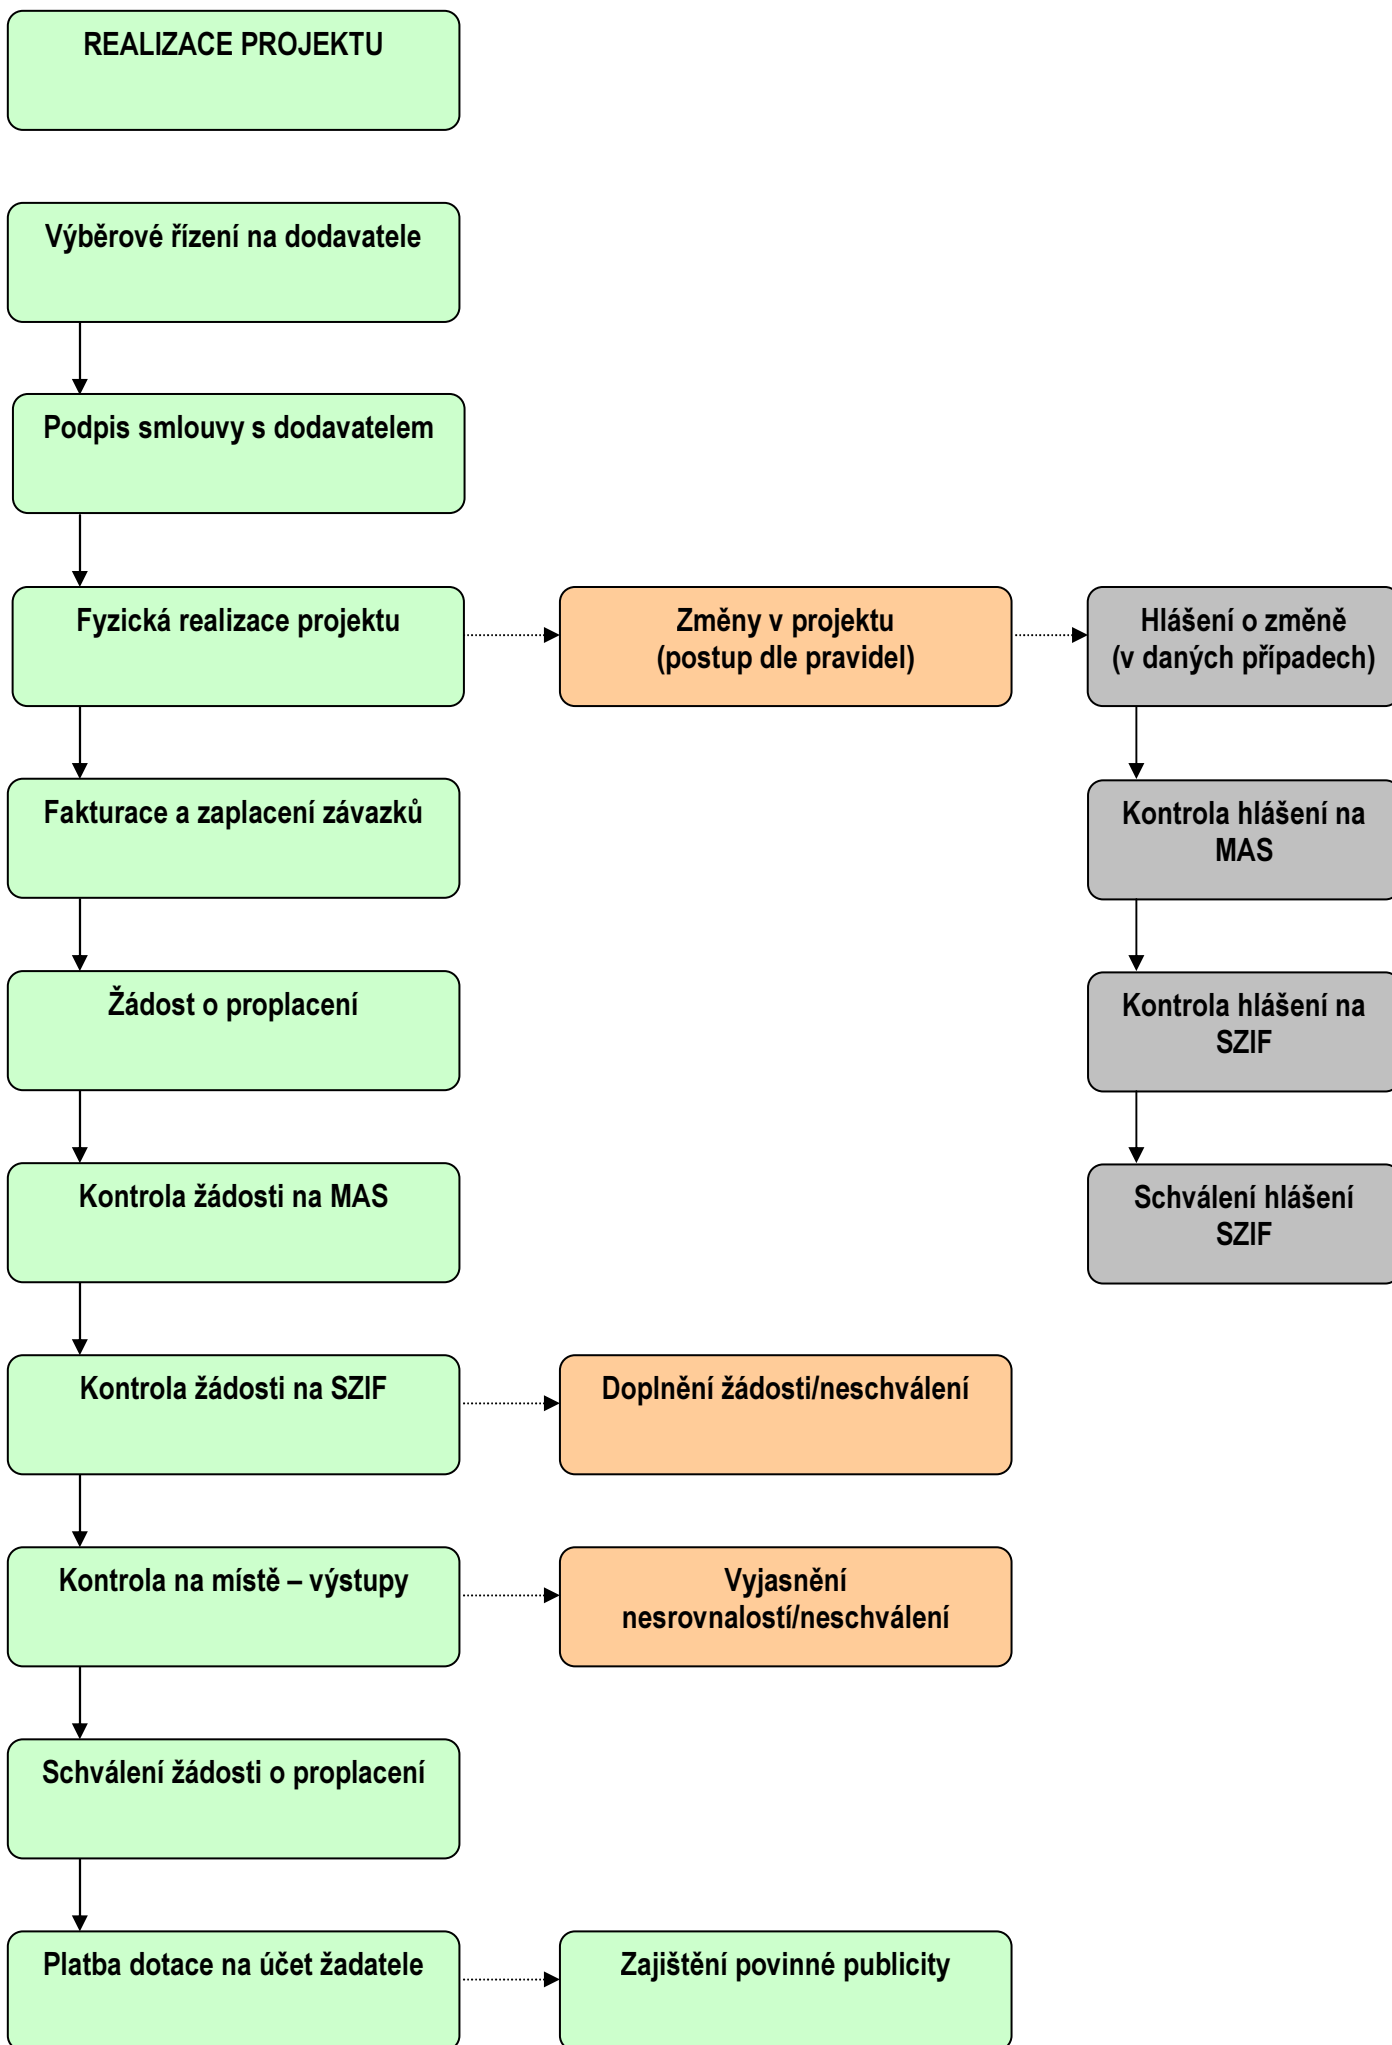 REALIZACE PROJEKTU
Výběrové řízení na dodavatele
Podpis smlouvy s dodavatelem
Fyzická realizace projektu
Změny v projektu
(postup dle pravidel)
Hlášení o změně
(v daných případech)
Fakturace a zaplacení závazků
Kontrola hlášení na
MAS
Žádost o proplacení
Kontrola hlášení na
SZIF
Kontrola žádosti na MAS
Schválení hlášení
SZIF
Kontrola žádosti na SZIF
Doplnění žádosti/neschválení
Kontrola na místě – výstupy
Vyjasnění
nesrovnalostí/neschválení
Schválení žádosti o proplacení
Platba dotace na účet žadatele
Zajištění povinné publicity